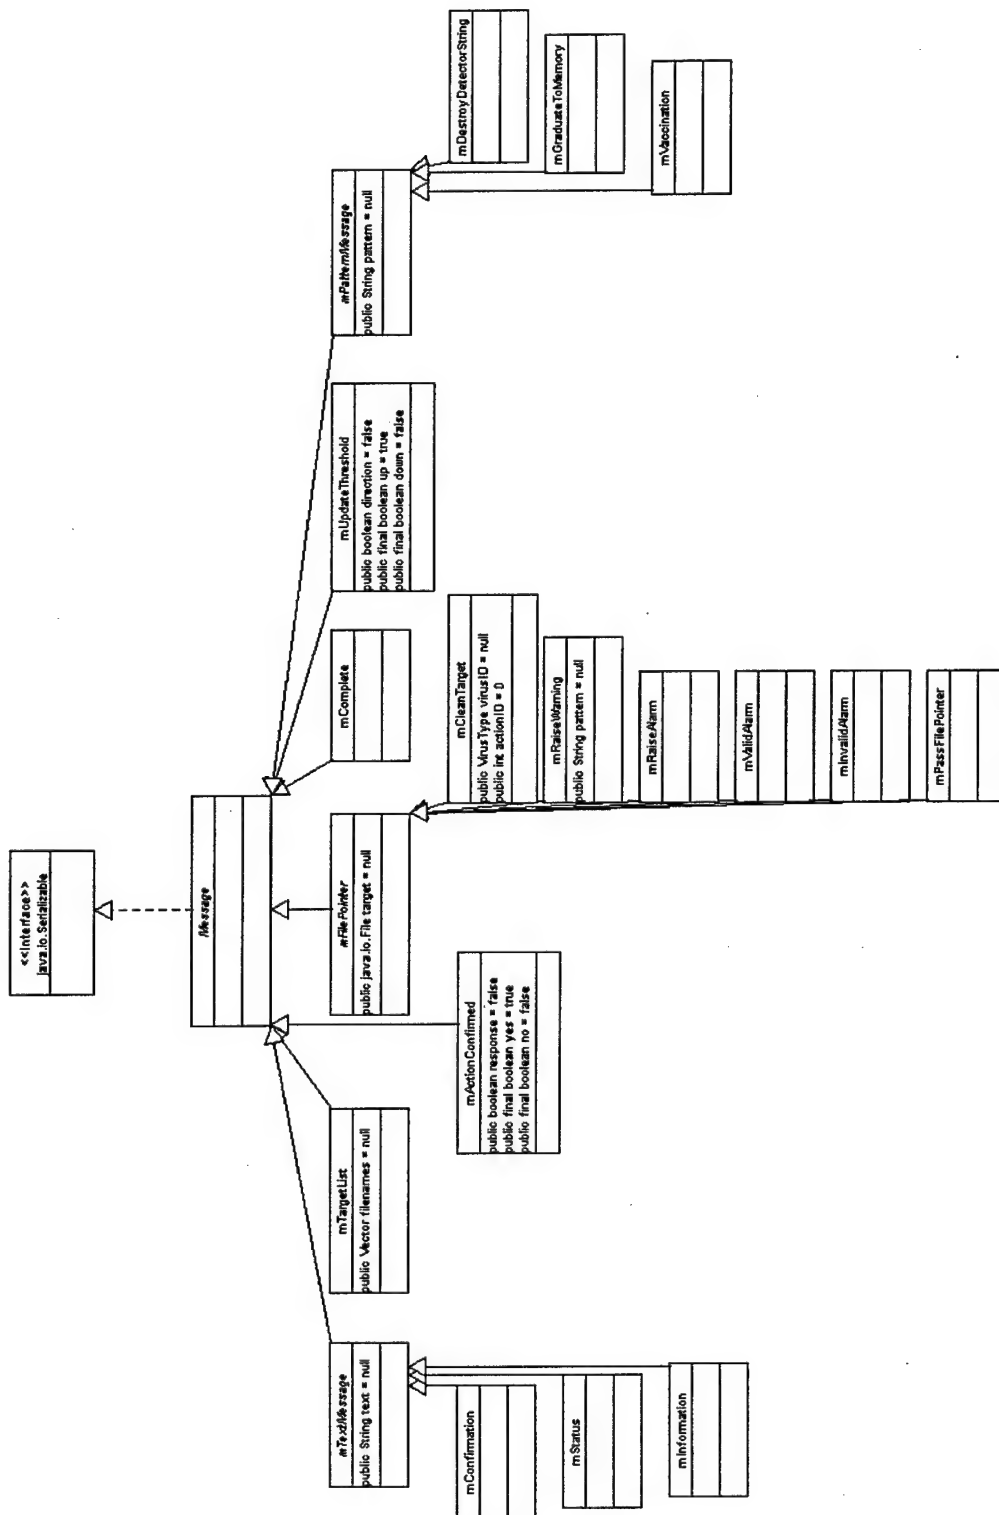 <<Interface>>
java.io.Serializable
Message
mTextMessage
public String text = null
mTargetList
public Vector filenames = null
mActionConfirmed
public boolean response = false
public final boolean yes = true
public final boolean no = false
mFilePointer
public java.io.File target = null
mComplete
mUpdateThreshold
public boolean direction = false
public final boolean up = true
public final boolean down = false
mPatternMessage
public String pattern = null
mConfirmation
mStatus
mInformation
mCleanTarget
public VirusType virusID = null
public int actionID = 0
mRaiseWarning
public String pattern = null
mRaiseAlarm
mValidAlarm
mInvalidAlarm
mPassFilePointer
mDestroyDetectorString
mGraduateToMemory
mVaccination